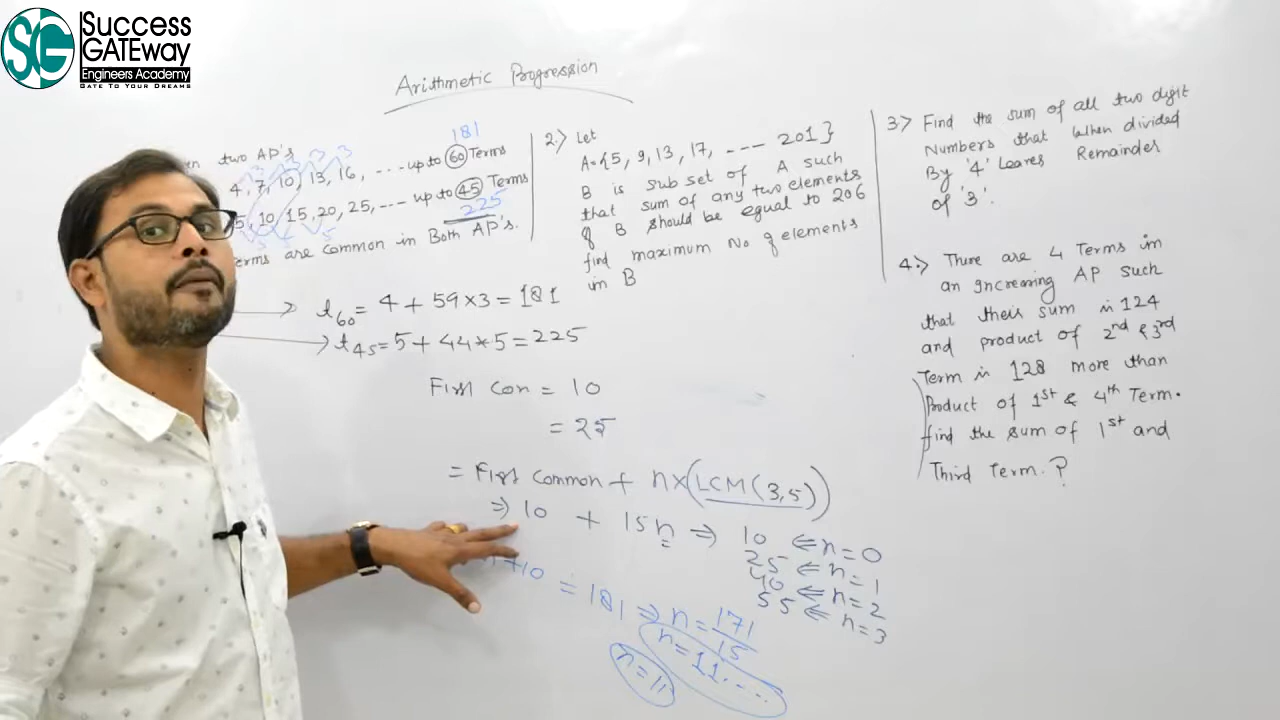 Success
GATEway
Engineers Academy
GATE TO YOUR DREAMS
Arithmetic Progression
two AP's
4, 7, 10, 13, 16, ---- up to 60 Terms
181
5, 10, 15, 20, 25, --- up to 45 Terms
225
terms are common in Both AP's.
t60 = 4 + 59 × 3 = 181
t45 = 5 + 44 * 5 = 225
First Con = 10
= 25
= First Common + n × (LCM (3, 5))
⇒ 10 + 15n ⇒ 10 ⇐ n = 0
25 ⇐ n = 1
40 ⇐ n = 2
55 ⇐ n = 3
+10 = 181 ⇒ n = 171/15
n = 11....
n = 11
2.) Let
A = {5, 9, 13, 17, ---- 201}
B is sub set of A such
that sum of any two elements
of B should be equal to 206
find maximum No of elements
in B
3.) Find the sum of all two digit
Numbers that when divided
By '4' leaves Remainder
of '3'.
4.) There are 4 Terms in
an Increasing AP such
that their sum is 124
and product of 2nd & 3rd
Term is 128 more than
Product of 1st & 4th Term.
find the sum of 1st and
Third Term.?